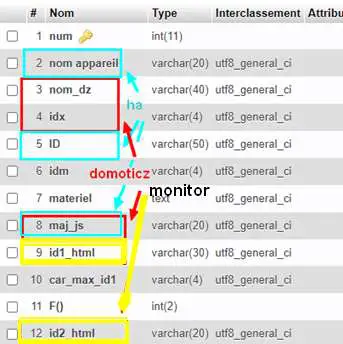 # Nom Type Interclassement Attribu
1 num int(11)
2 nom appareil varchar(20) utf8_general_ci
3 nom_dz varchar(40) utf8_general_ci
ha
4 idx varchar(4) utf8_general_ci
5 ID varchar(50) utf8_general_ci
6 idm varchar(4) utf8_general_ci
domoticz
monitor
7 materiel text utf8_general_ci
8 maj_js varchar(20) utf8_general_ci
9 id1_html varchar(30) utf8_general_ci
10 car_max_id1 varchar(4) utf8_general_ci
11 F() int(2)
12 id2_html varchar(20) utf8_general_ci